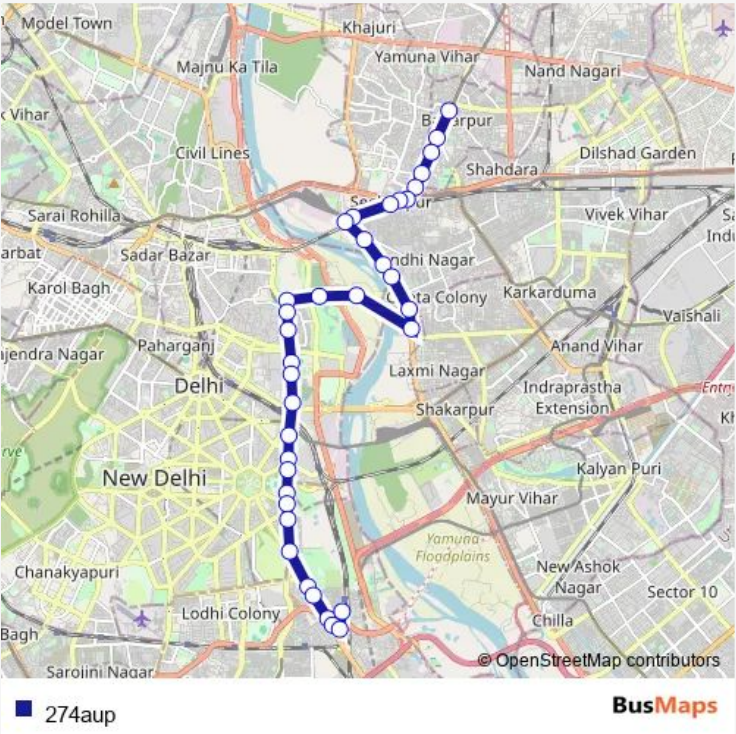 Model Town
Khajuri
Majnu Ka Tila
Yamuna Vihar
Nand Nagari
Vihar
Civil Lines
Dilshad Garden
Shahdara
Sarai Rohilla
Vivek Vihar
arbat
Sadar Bazar
ndhi Nagar
Karol Bagh
Colony
Karkarduma
Vaishali
ajendra Nagar
Paharganj
Anand Vihar
Delhi
Laxmi Nagar
Shakarpur
Indraprastha
Extension
New Delhi
Kalyan Puri
Mayur Vihar
Yamuna
Floodplains
Chanakyapuri
New Ashok
Nagar
Sector 10
Lodhi Colony
Chilla
Bagh
Sarojini Nagar
© OpenStreetMap contributors
274aup
BusMaps